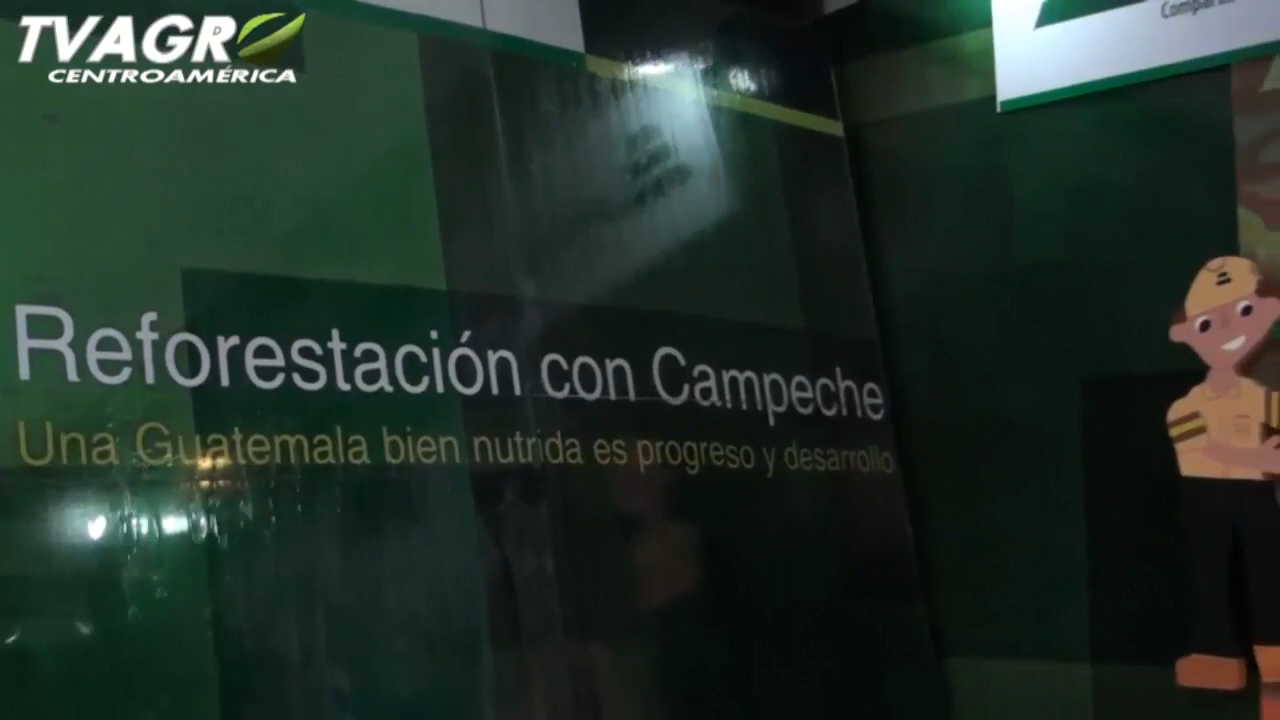 TVAGRO
CENTROAMÉRICA
Reforestación con Campeche
Una Guatemala bien nutrida es progreso y desarrollo